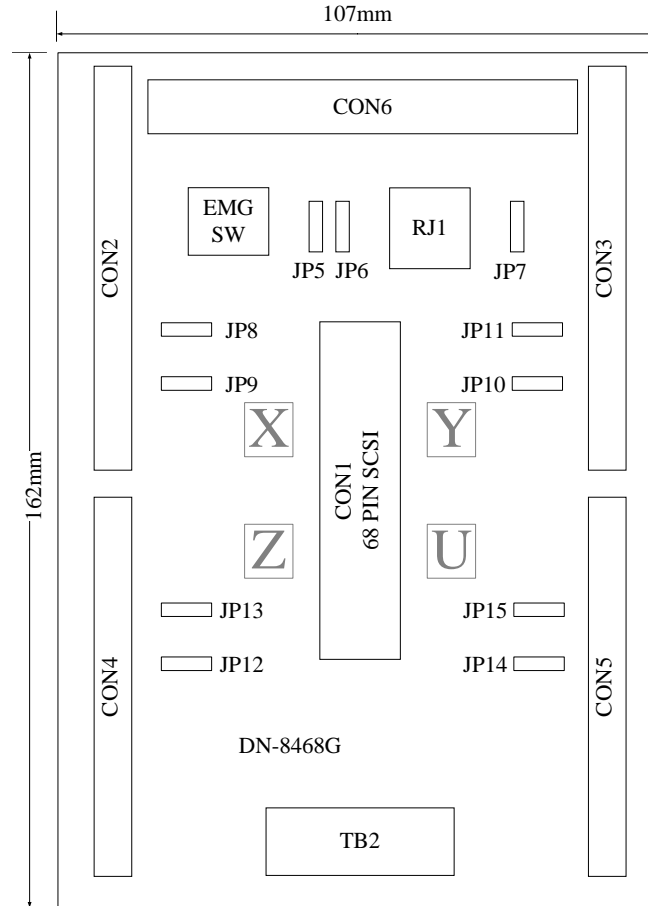 107mm
CON6
EMG
SW
RJ1
JP5 JP6
JP7
CON2
CON3
JP8
JP11
JP9
JP10
X
Y
162mm
CON1
68 PIN SCSI
Z
U
JP13
JP15
JP12
JP14
CON4
CON5
DN-8468G
TB2